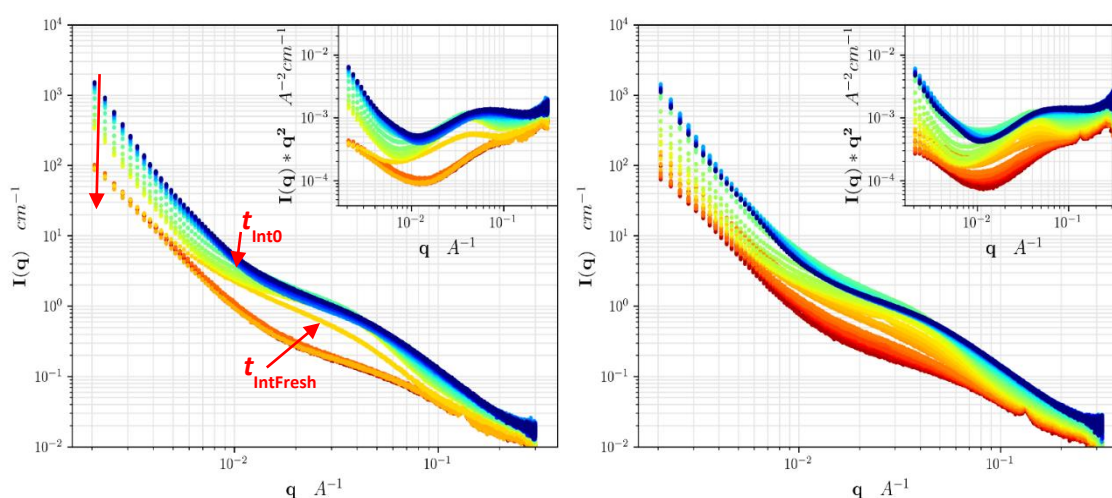 10⁴
10³
10²
10¹
10⁰
10⁻¹
10⁻²
I(q) cm⁻¹
10⁻² 10⁻¹
q A⁻¹
10⁻²
10⁻³
10⁻⁴
I(q) * q² A⁻²cm⁻¹
10⁻² 10⁻¹
q A⁻¹
tInt0
tIntFresh
10⁴
10³
10²
10¹
10⁰
10⁻¹
10⁻²
I(q) cm⁻¹
10⁻² 10⁻¹
q A⁻¹
10⁻²
10⁻³
10⁻⁴
I(q) * q² A⁻²cm⁻¹
10⁻² 10⁻¹
q A⁻¹